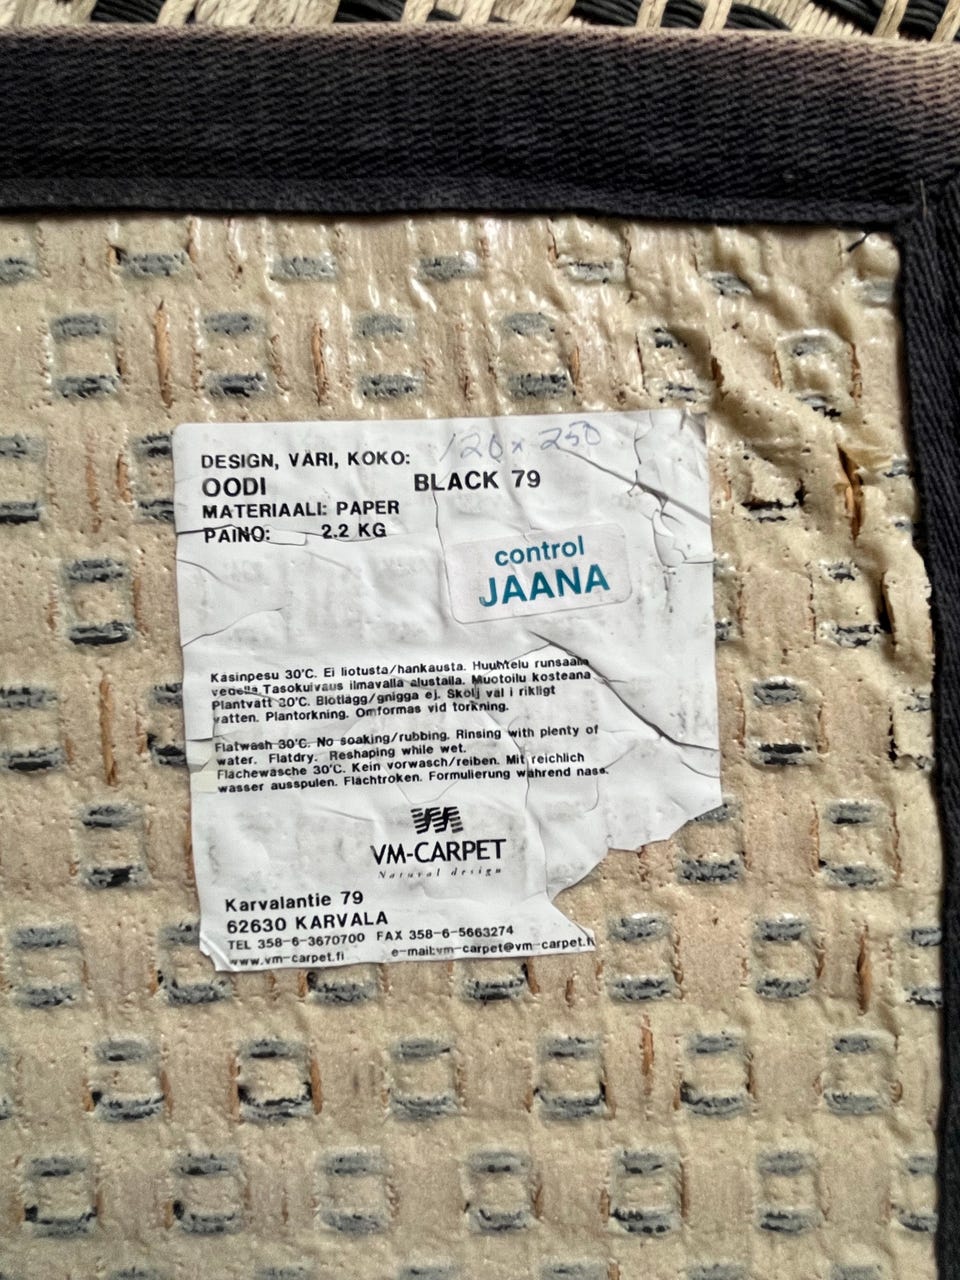 120 x 250
DESIGN, VÄRI, KOKO:
OODI BLACK 79
MATERIAALI: PAPER
PAINO: 2.2 KG
control
JAANA
Käsinpesu 30°C. Ei liotusta/hankausta. Huuhtelu runsaalla
vedellä. Tasokuivaus ilmavalla alustalla. Muotoilu kosteana
Plantvätt 30°C. Blötlägg/gnigga ej. Skölj väl i rikligt
vatten. Plantorkning. Omformas vid torkning.
Flatwash 30°C. No soaking/rubbing. Rinsing with plenty of
water. Flatdry. Reshaping while wet.
Flachewasche 30°C. Kein vorwasch/reiben. Mit reichlich
wasser ausspulen. Flachtroken. Formulierung während nass.
VM-CARPET
Natural design
Karvalantie 79
62630 KARVALA
TEL 358-6-3670700 FAX 358-6-5663274
www.vm-carpet.fi e-mail:vm-carpet@vm-carpet.fi